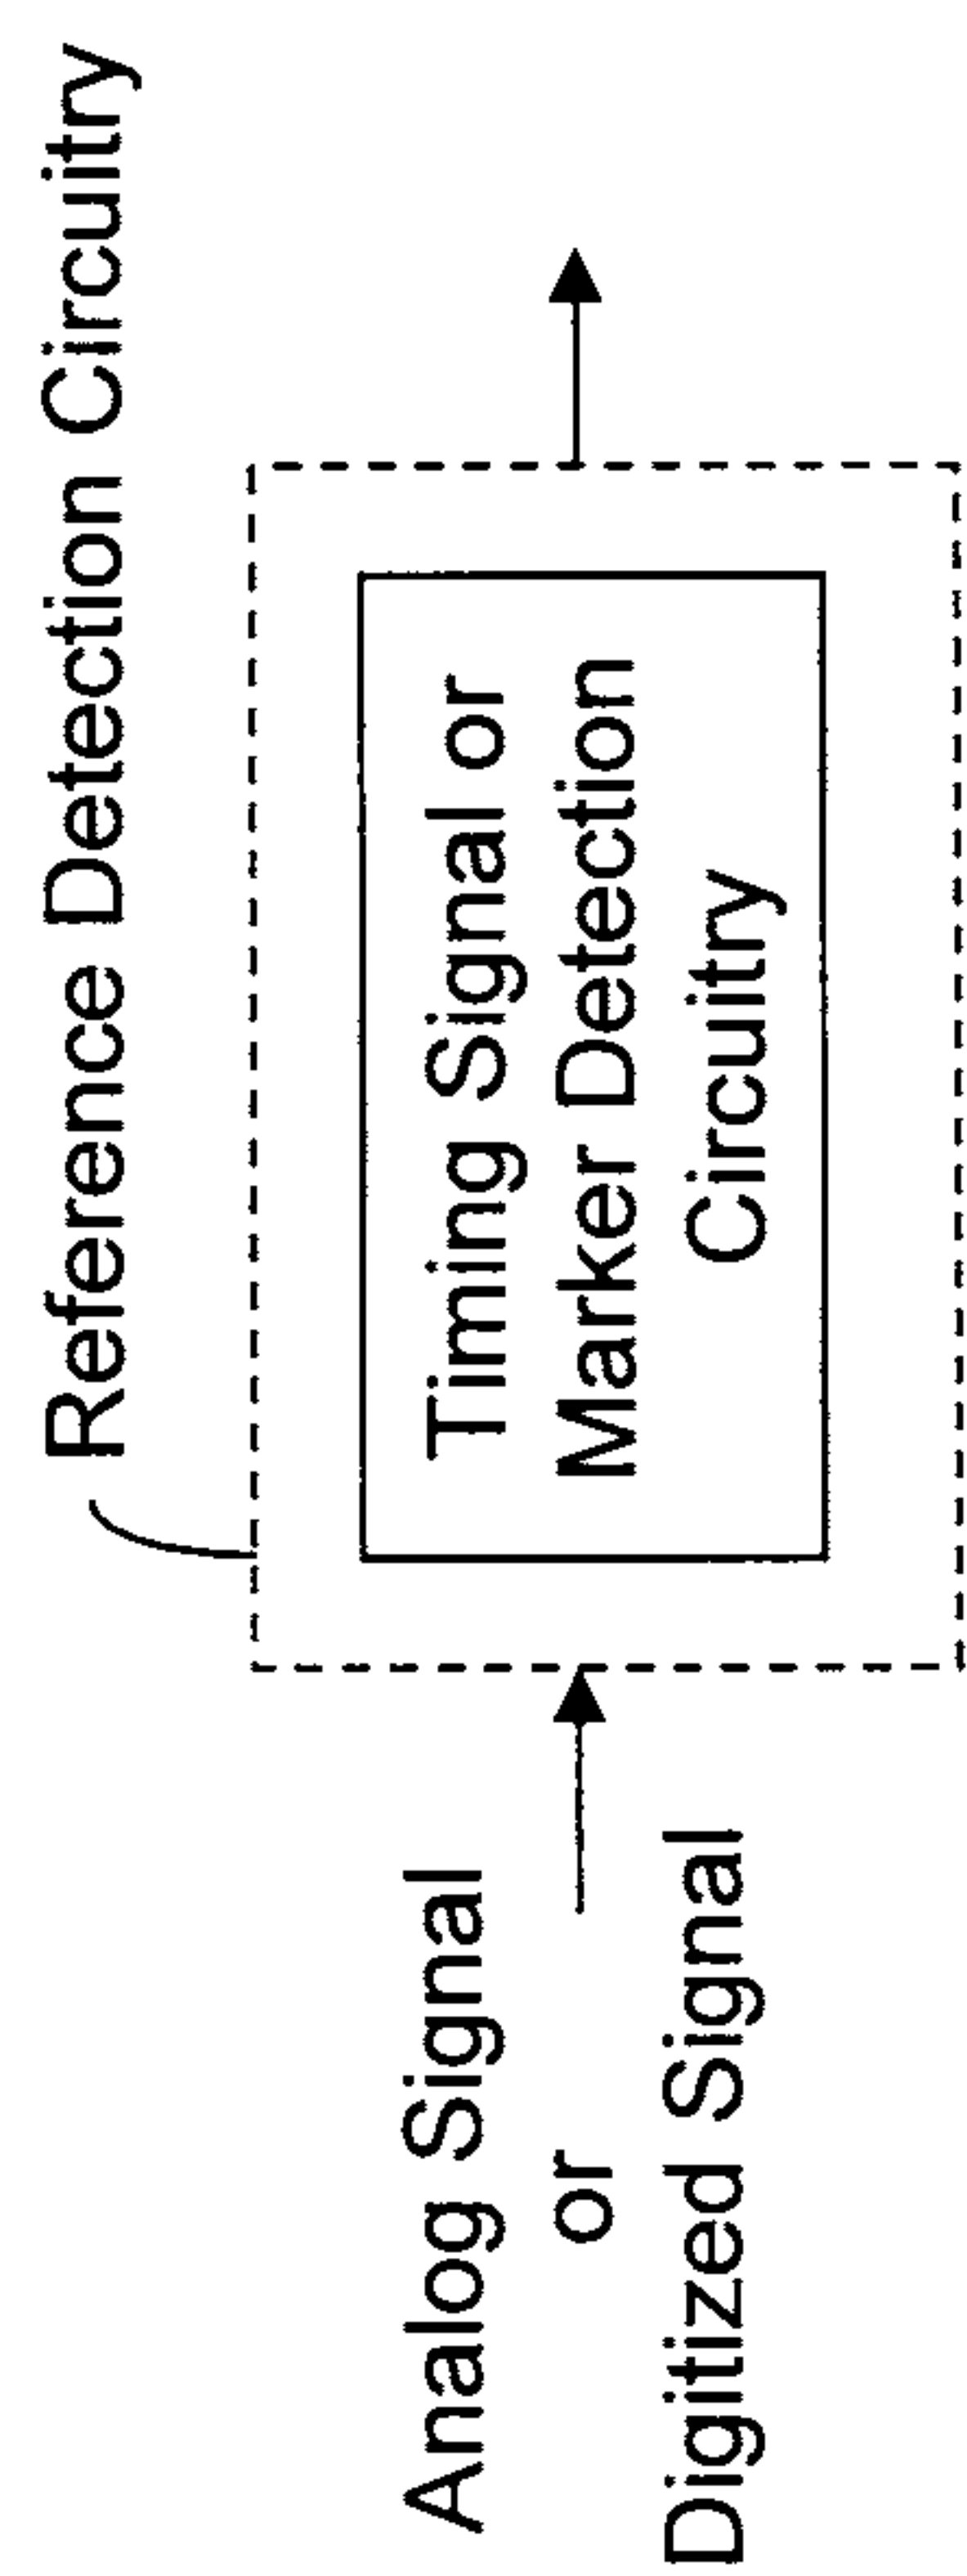 Reference Detection Circuitry
Analog Signal
or
Digitized Signal
Timing Signal or
Marker Detection
Circuitry